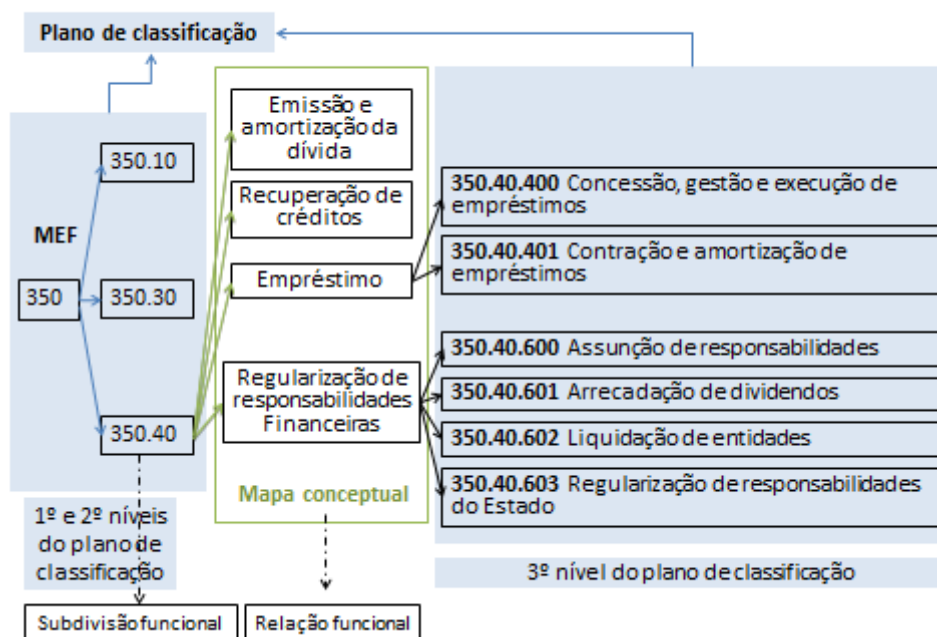 Plano de classificação
MEF
350
350.10
350.30
350.40
1º e 2º níveis
do plano de
classificação
Subdivisão funcional
Emissão e
amortização da
dívida
Recuperação de
créditos
Empréstimo
Regularização de
responsabilidades
Financeiras
Mapa conceptual
Relação funcional
350.40.400 Concessão, gestão e execução de
empréstimos
350.40.401 Contração e amortização de
empréstimos
350.40.600 Assunção de responsabilidades
350.40.601 Arrecadação de dividendos
350.40.602 Liquidação de entidades
350.40.603 Regularização de responsabilidades
do Estado
3º nível do plano de classificação